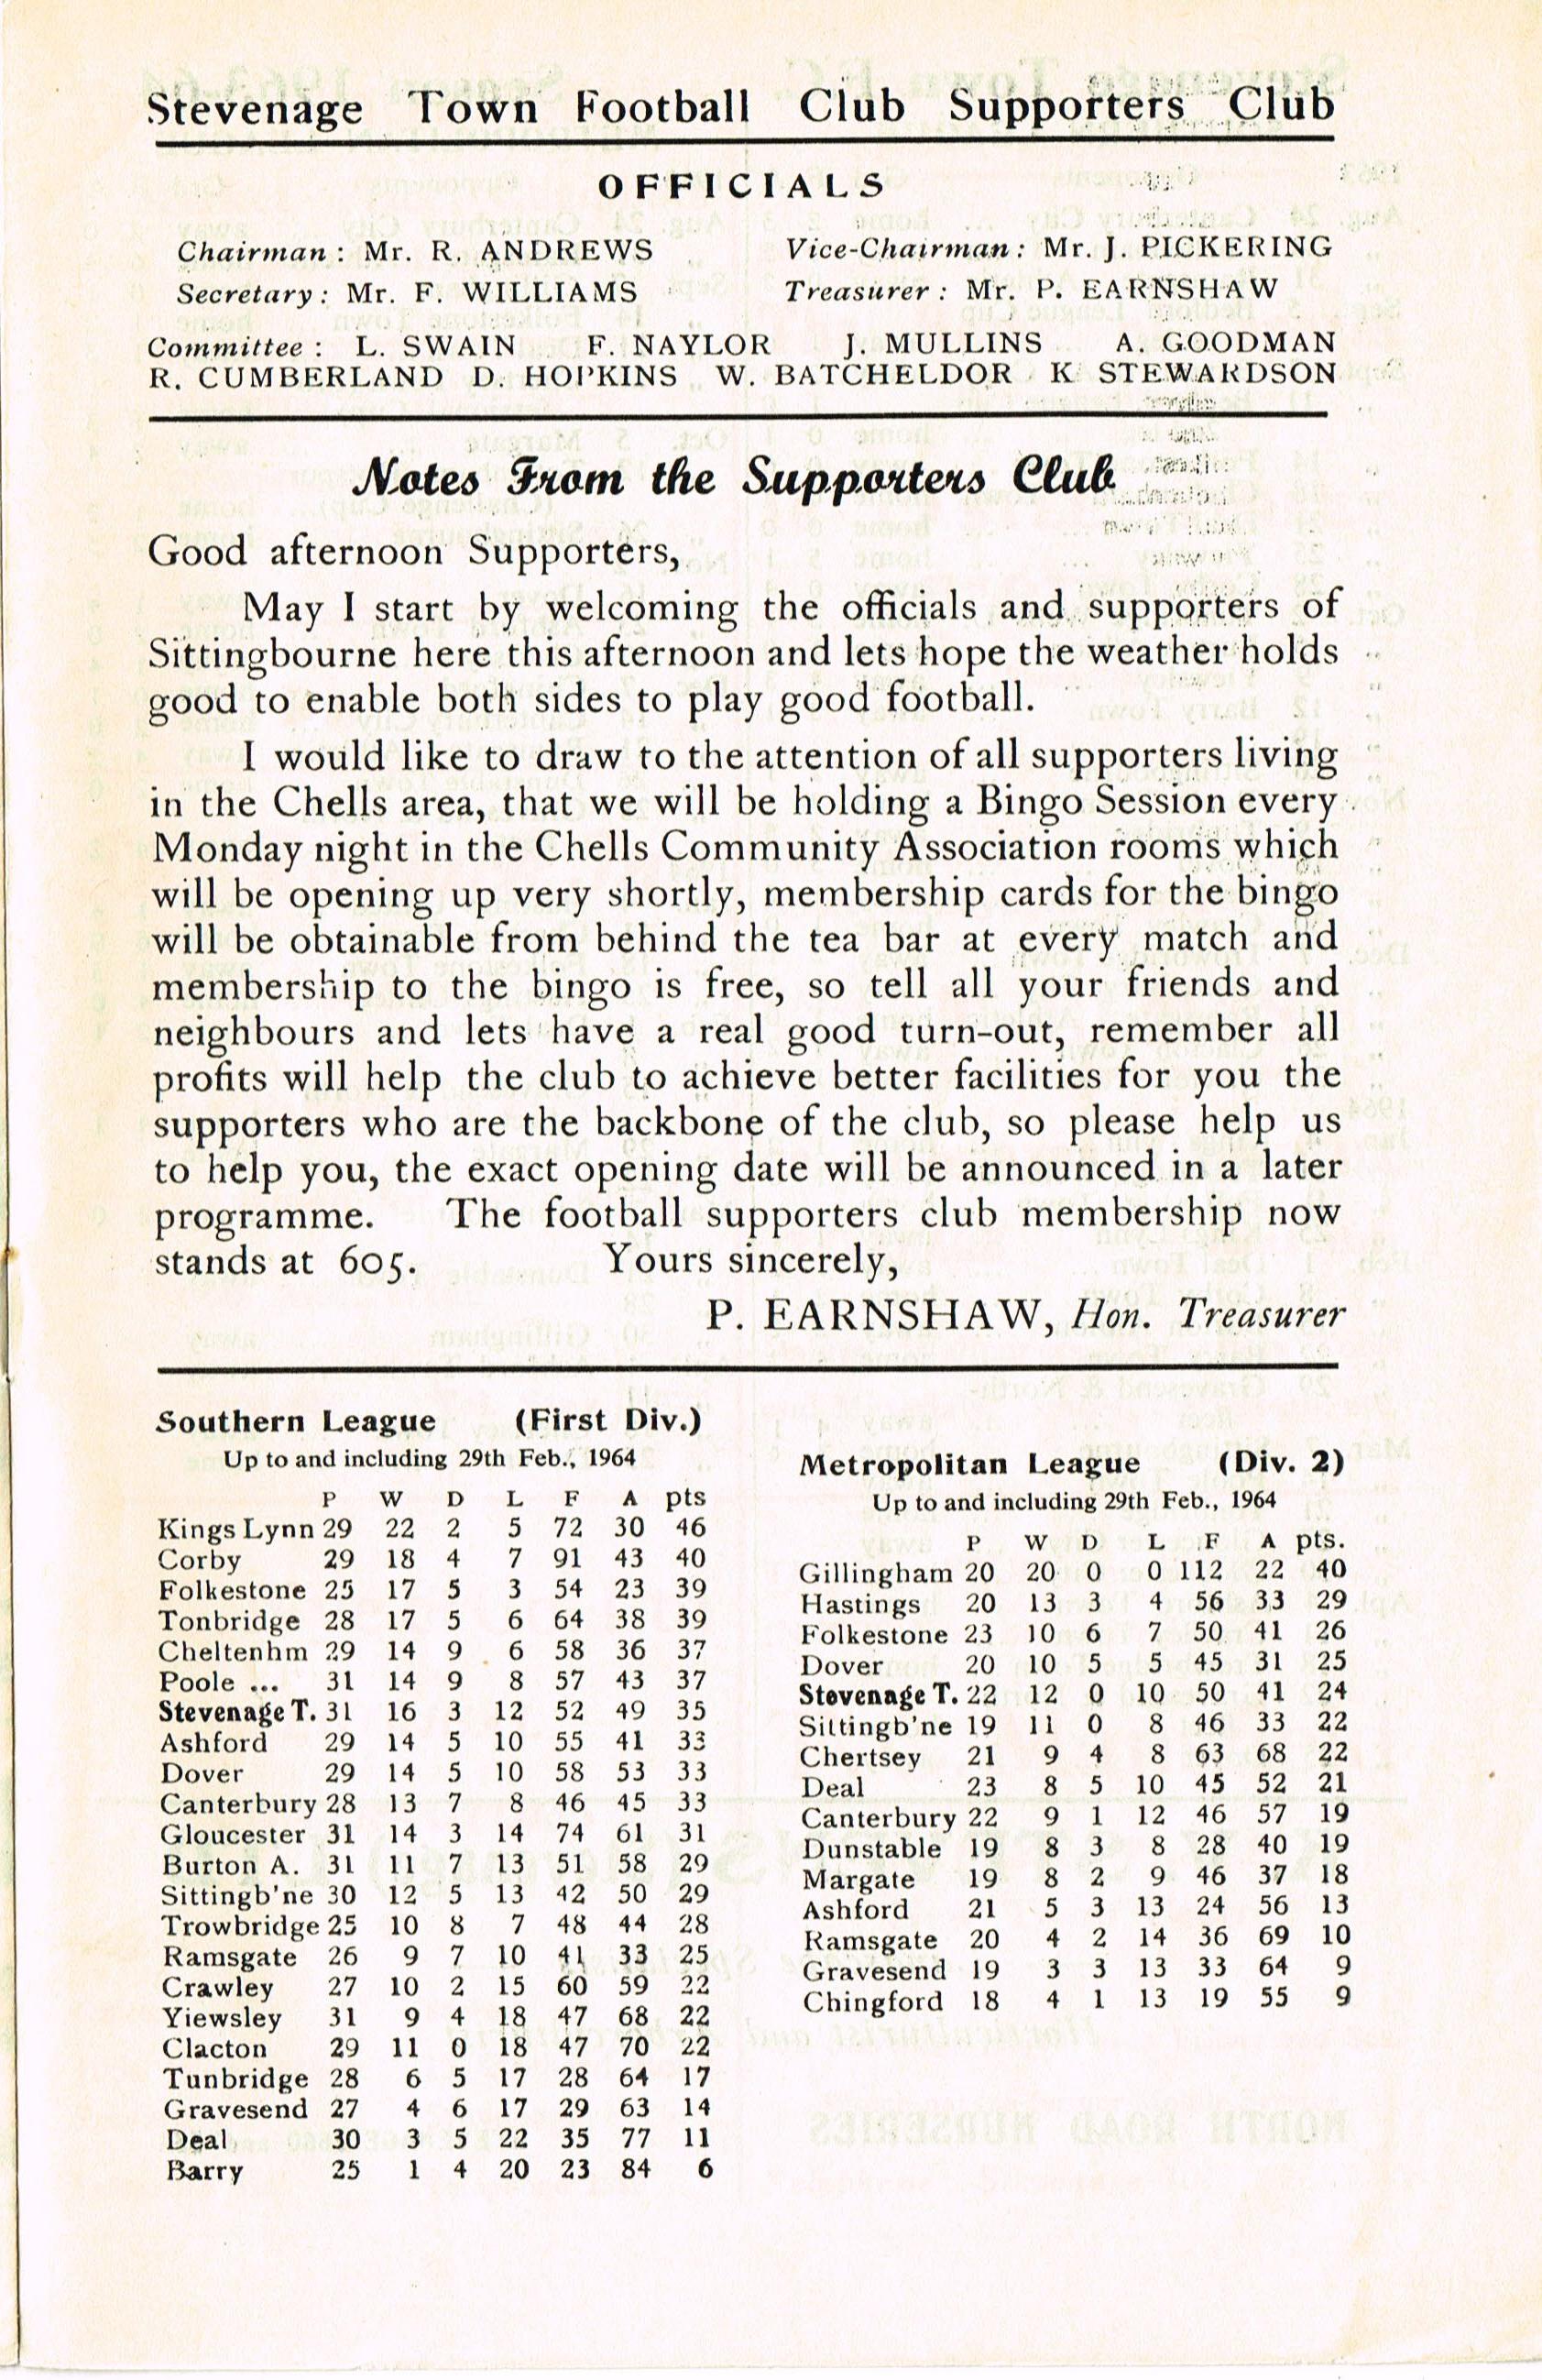 Stevenage Town Football Club Supporters Club
OFFICIALS
Chairman : Mr. R. ANDREWS Vice-Chairman : Mr. J. PICKERING
Secretary : Mr. F. WILLIAMS Treasurer : Mr. P. EARNSHAW
Committee : L. SWAIN F. NAYLOR J. MULLINS A. GOODMAN
R. CUMBERLAND D. HOPKINS W. BATCHELDOR K STEWARDSON
Notes From the Supporters Club
Good afternoon Supporters,
May I start by welcoming the officials and supporters of
Sittingbourne here this afternoon and lets hope the weather holds
good to enable both sides to play good football.
I would like to draw to the attention of all supporters living
in the Chells area, that we will be holding a Bingo Session every
Monday night in the Chells Community Association rooms which
will be opening up very shortly, membership cards for the bingo
will be obtainable from behind the tea bar at every match and
membership to the bingo is free, so tell all your friends and
neighbours and lets have a real good turn-out, remember all
profits will help the club to achieve better facilities for you the
supporters who are the backbone of the club, so please help us
to help you, the exact opening date will be announced in a later
programme. The football supporters club membership now
stands at 605. Yours sincerely,
P. EARNSHAW, Hon. Treasurer
Southern League (First Div.)
Up to and including 29th Feb., 1964
P W D L F A pts
Kings Lynn 29 22 2 5 72 30 46
Corby 29 18 4 7 91 43 40
Folkestone 25 17 5 3 54 23 39
Tonbridge 28 17 5 6 64 38 39
Cheltenhm 29 14 9 6 58 36 37
Poole ... 31 14 9 8 57 43 37
Stevenage T. 31 16 3 12 52 49 35
Ashford 29 14 5 10 55 41 33
Dover 29 14 5 10 58 53 33
Canterbury 28 13 7 8 46 45 33
Gloucester 31 14 3 14 74 61 31
Burton A. 31 11 7 13 51 58 29
Sittingb'ne 30 12 5 13 42 50 29
Trowbridge 25 10 8 7 48 44 28
Ramsgate 26 9 7 10 41 33 25
Crawley 27 10 2 15 60 59 22
Yiewsley 31 9 4 18 47 68 22
Clacton 29 11 0 18 47 70 22
Tunbridge 28 6 5 17 28 64 17
Gravesend 27 4 6 17 29 63 14
Deal 30 3 5 22 35 77 11
Barry 25 1 4 20 23 84 6
Metropolitan League (Div. 2)
Up to and including 29th Feb., 1964
P W D L F A pts.
Gillingham 20 20 0 0 112 22 40
Hastings 20 13 3 4 56 33 29
Folkestone 23 10 6 7 50 41 26
Dover 20 10 5 5 45 31 25
Stevenage T. 22 12 0 10 50 41 24
Sittingb'ne 19 11 0 8 46 33 22
Chertsey 21 9 4 8 63 68 22
Deal 23 8 5 10 45 52 21
Canterbury 22 9 1 12 46 57 19
Dunstable 19 8 3 8 28 40 19
Margate 19 8 2 9 46 37 18
Ashford 21 5 3 13 24 56 13
Ramsgate 20 4 2 14 36 69 10
Gravesend 19 3 3 13 33 64 9
Chingford 18 4 1 13 19 55 9